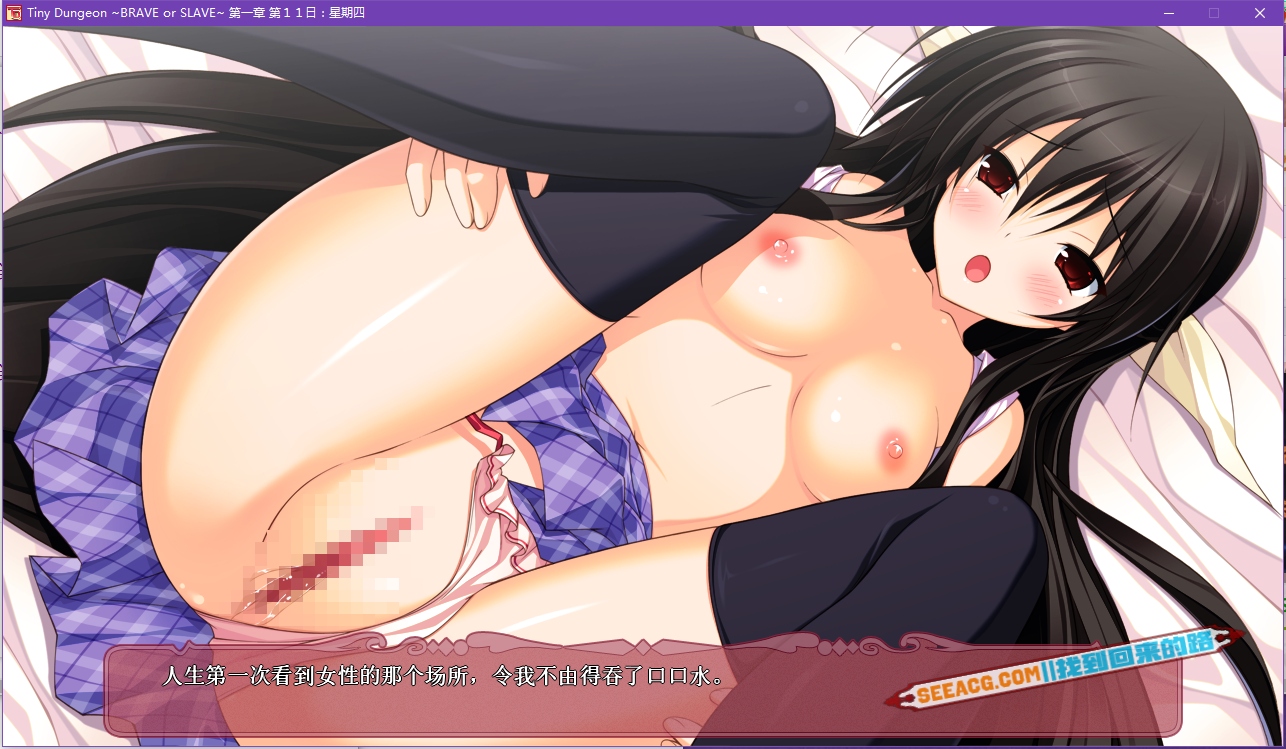 Tiny Dungeon ~BRAVE or SLAVE~ 第一章 第１１日：星期四
人生第一次看到女性的那个场所，令我不由得吞了口口水。
SEEACG.COM||找到回来的路